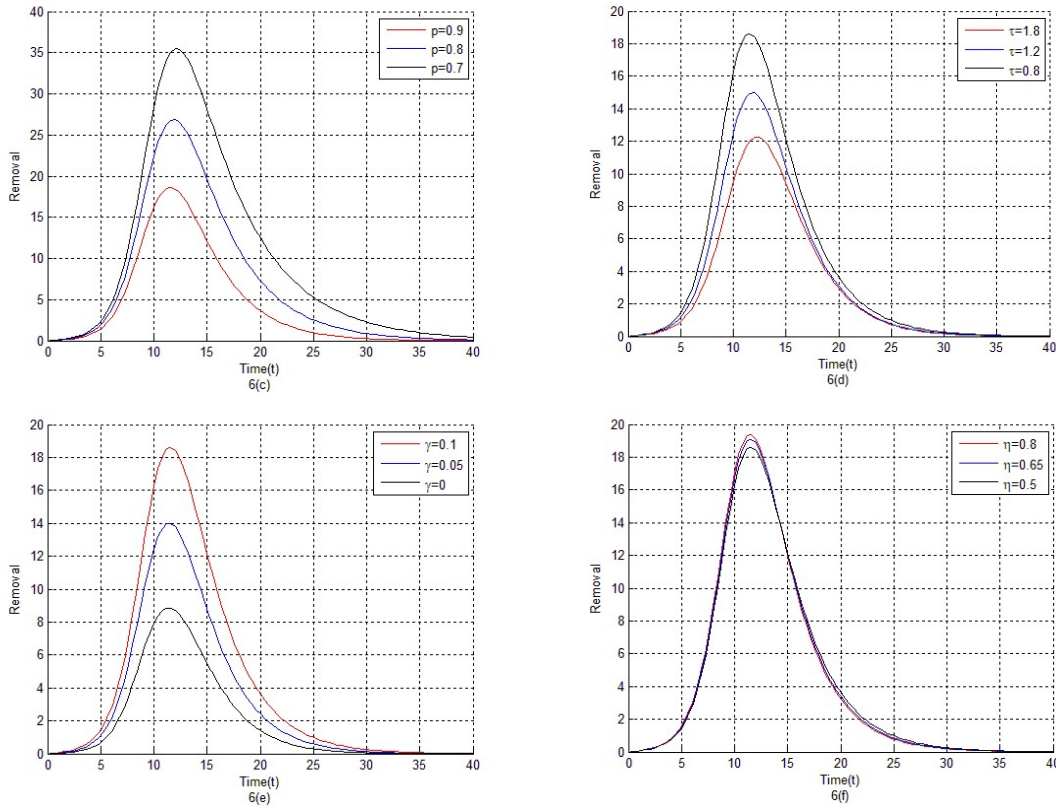 40
35
30
25
20
15
10
5
0
Removal
p=0.9
p=0.8
p=0.7
0 5 10 15 20 25 30 35 40
Time(t)
6(c)
20
18
16
14
12
10
8
6
4
2
0
Removal
τ=1.8
τ=1.2
τ=0.8
0 5 10 15 20 25 30 35 40
Time(t)
6(d)
20
18
16
14
12
10
8
6
4
2
0
Removal
γ=0.1
γ=0.05
γ=0
0 5 10 15 20 25 30 35 40
Time(t)
6(e)
20
18
16
14
12
10
8
6
4
2
0
Removal
η=0.8
η=0.65
η=0.5
0 5 10 15 20 25 30 35 40
Time(t)
6(f)